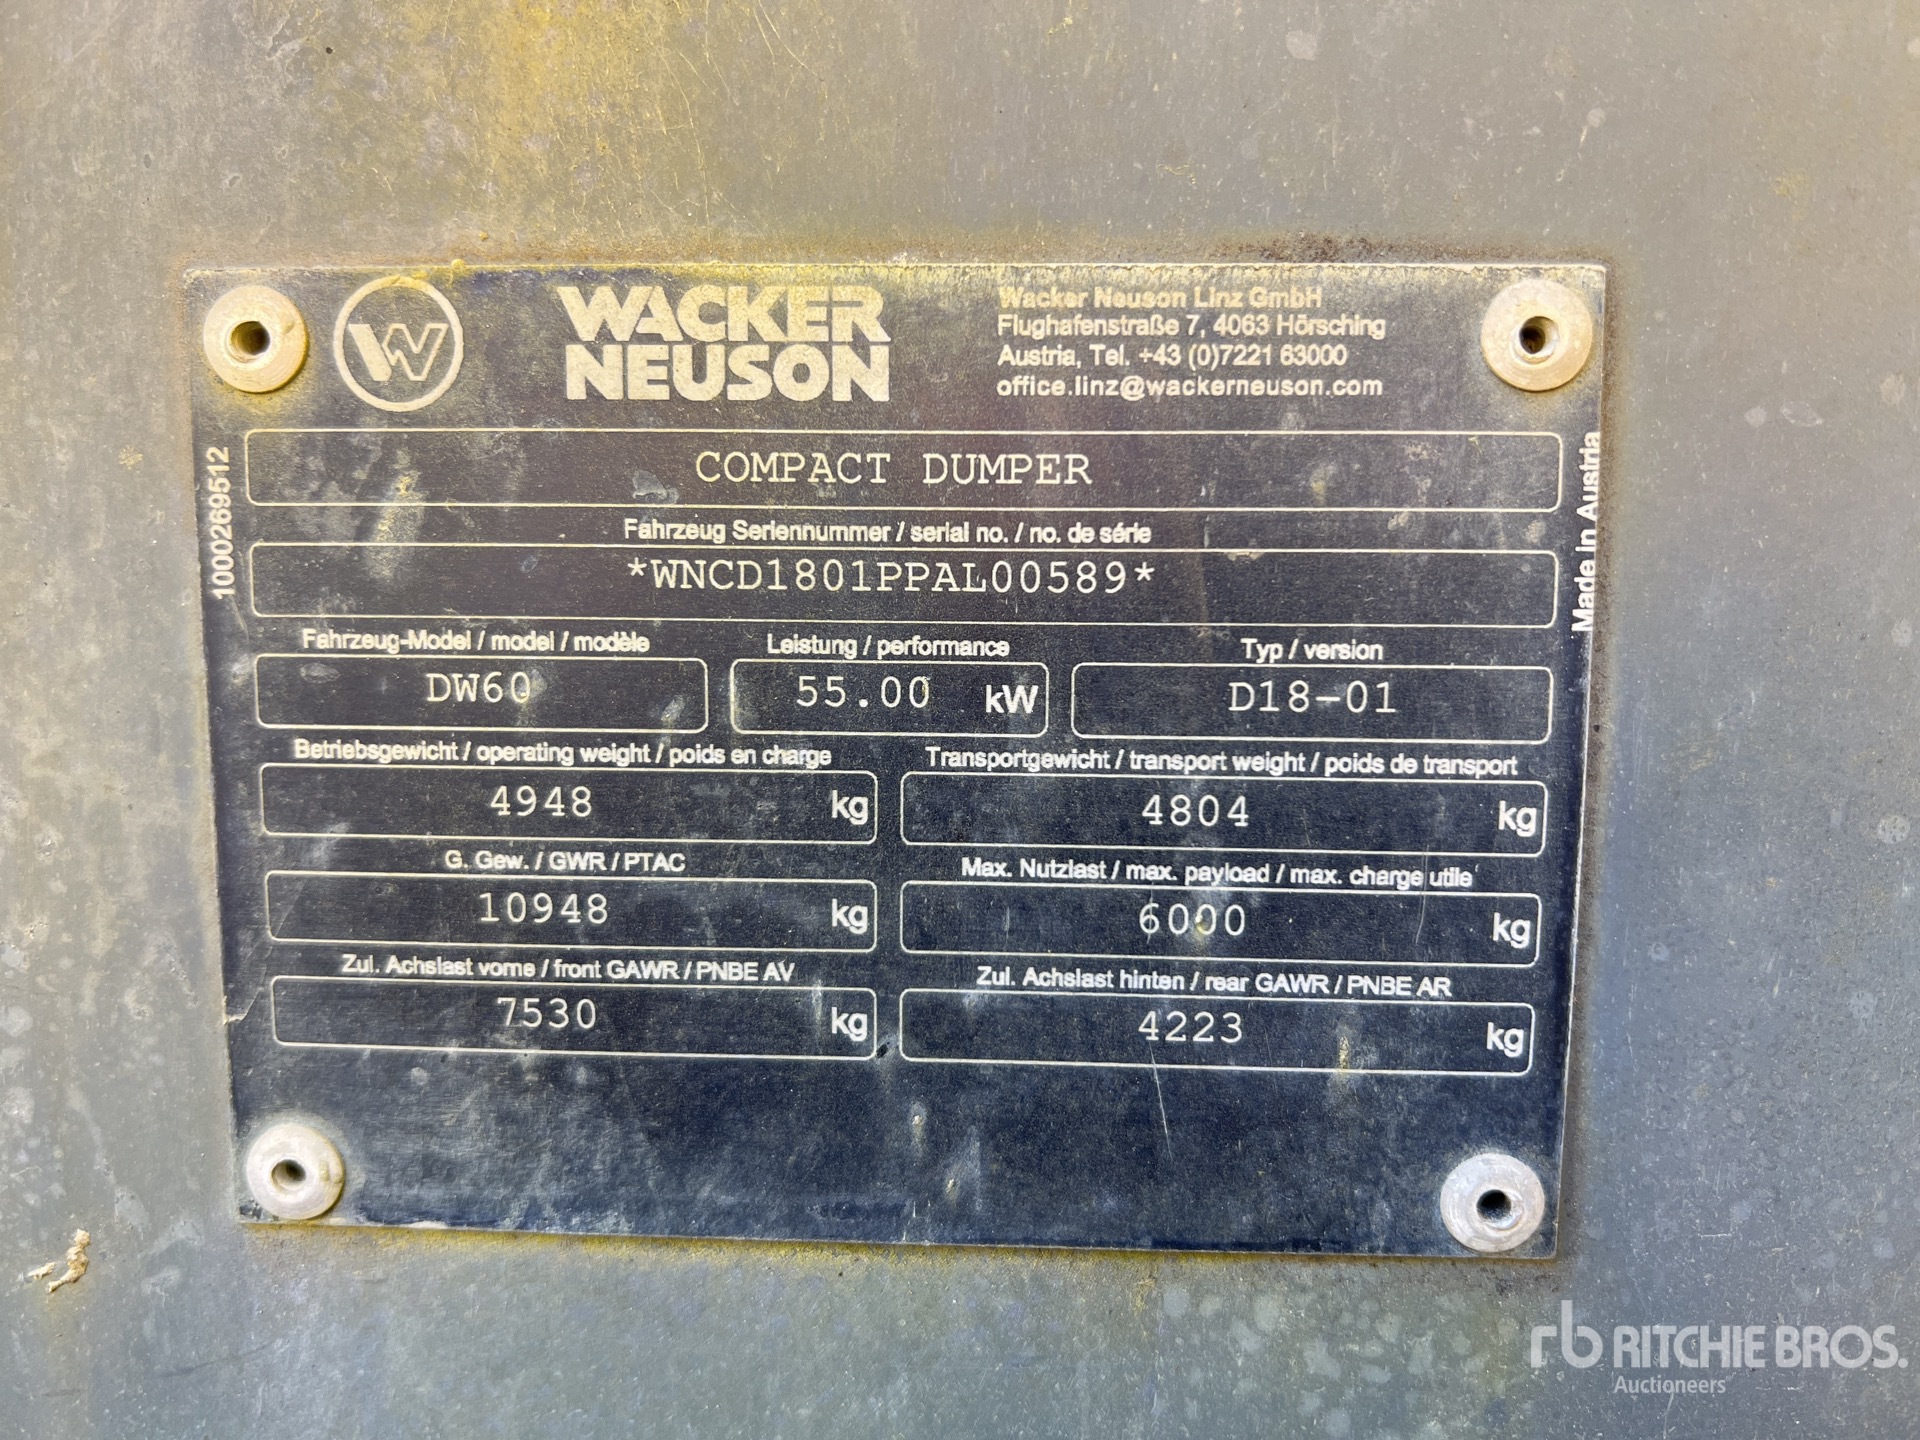 WACKER
NEUSON
Wacker Neuson Linz GmbH
Flughafenstraße 7, 4063 Hörsching
Austria, Tel. +43 (0)7221 63000
office.linz@wackerneuson.com
1000269512
Made in Austria
COMPACT DUMPER
Fahrzeug Seriennummer / serial no. / no. de série
*WNCD1801PPAL00589*
Fahrzeug-Model / model / modèle
DW60
Leistung / performance
55.00 kW
Typ / version
D18-01
Betriebsgewicht / operating weight / poids en charge
4948 kg
Transportgewicht / transport weight / poids de transport
4804 kg
G. Gew. / GWR / PTAC
10948 kg
Max. Nutzlast / max. payload / max. charge utile
6000 kg
Zul. Achslast vorne / front GAWR / PNBE AV
7530 kg
Zul. Achslast hinten / rear GAWR / PNBE AR
4223 kg
rb RITCHIE BROS.
Auctioneers